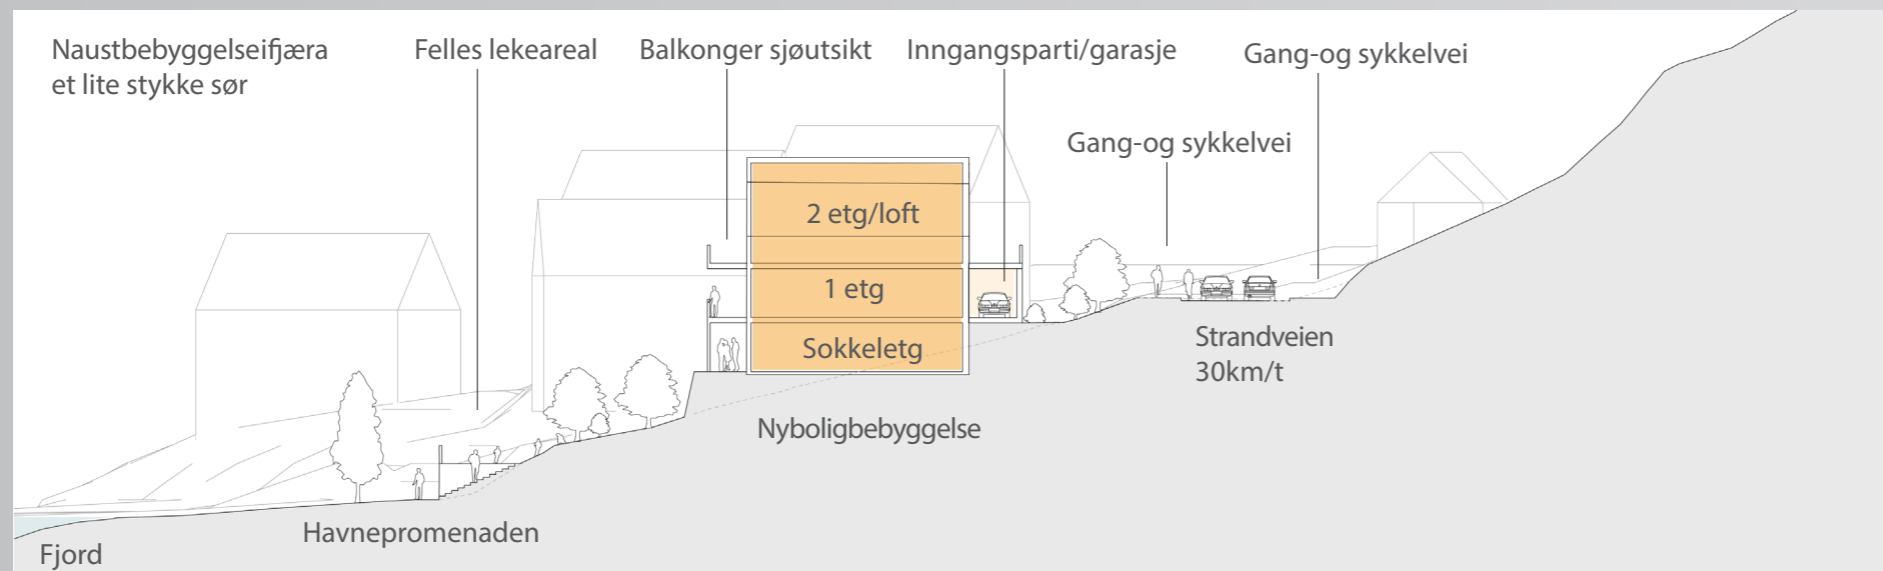 Naustbebyggelseifjæra
et lite stykke sør
Felles lekeareal
Balkonger sjøutsikt
Inngangsparti/garasje
Gang-og sykkelvei
Gang-og sykkelvei
2 etg/loft
1 etg
Sokkeletg
Strandveien
30km/t
Nyboligbebyggelse
Havnepromenaden
Fjord